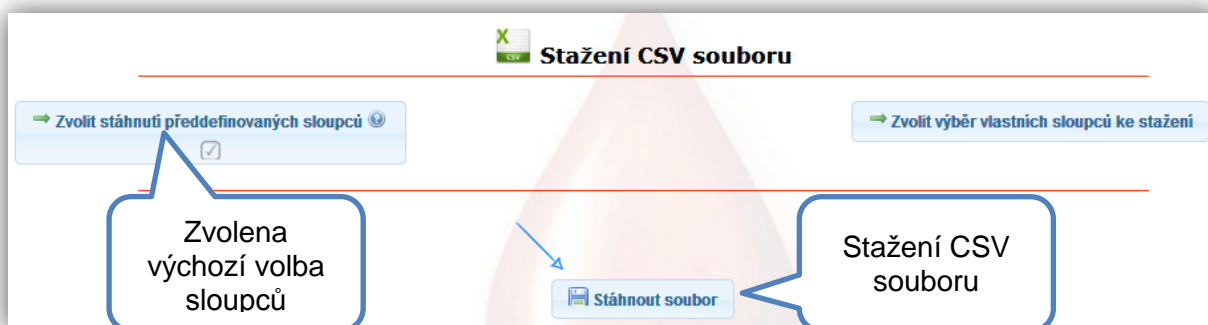 X
CSV
Stažení CSV souboru
Zvolit stáhnutí předdefinovaných sloupců
Zvolit výběr vlastních sloupců ke stažení
Zvolena
výchozí volba
sloupců
Stažení CSV
souboru
Stáhnout soubor